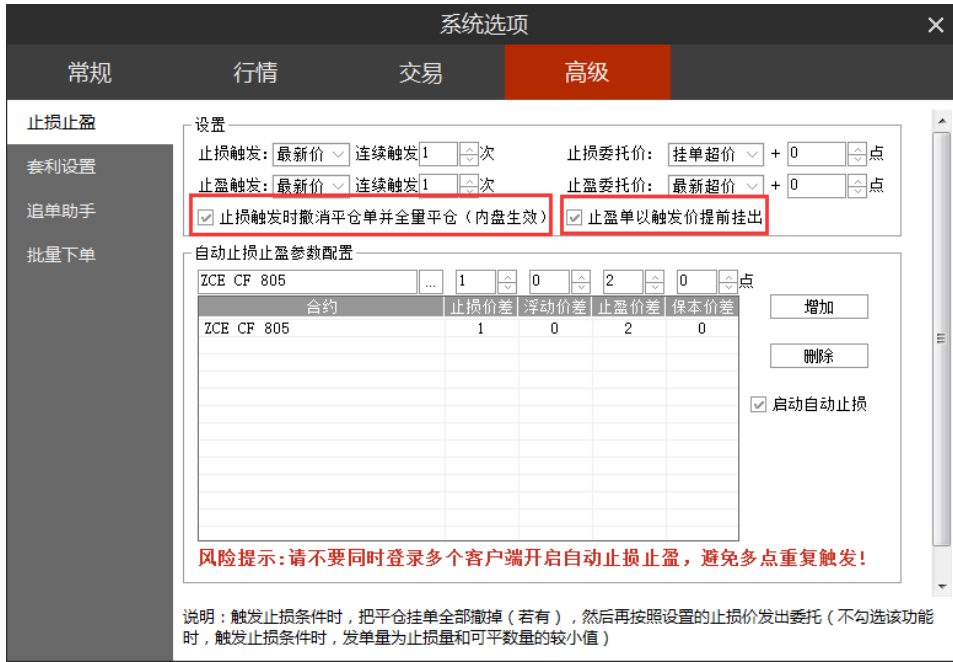 系统选项
常规 行情 交易 高级
止损止盈
套利设置
追单助手
批量下单
设置
止损触发: 最新价 连续触发 1 次 止损委托价: 挂单超价 + 0 点
止盈触发: 最新价 连续触发 1 次 止盈委托价: 最新超价 + 0 点
止损触发时撤消平仓单并全量平仓（内盘生效） 止盈单以触发价提前挂出
自动止损止盈参数配置
ZCE CF 805 ... 1 0 2 0 点
合约 止损价差 浮动价差 止盈价差 保本价差
ZCE CF 805 1 0 2 0
增加
删除
启动自动止损
风险提示:请不要同时登录多个客户端开启自动止损止盈，避免多点重复触发!
说明：触发止损条件时，把平仓挂单全部撤掉（若有），然后再按照设置的止损价发出委托（不勾选该功能
时，触发止损条件时，发单量为止损量和可平数量的较小值）